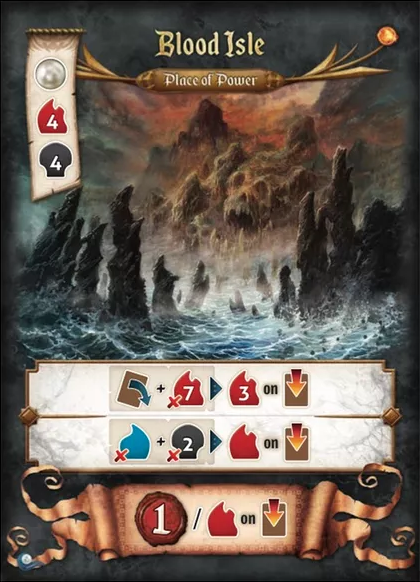 Blood Isle
Place of Power
4
4
+ 7 3 on
+ 2 on
1 / on